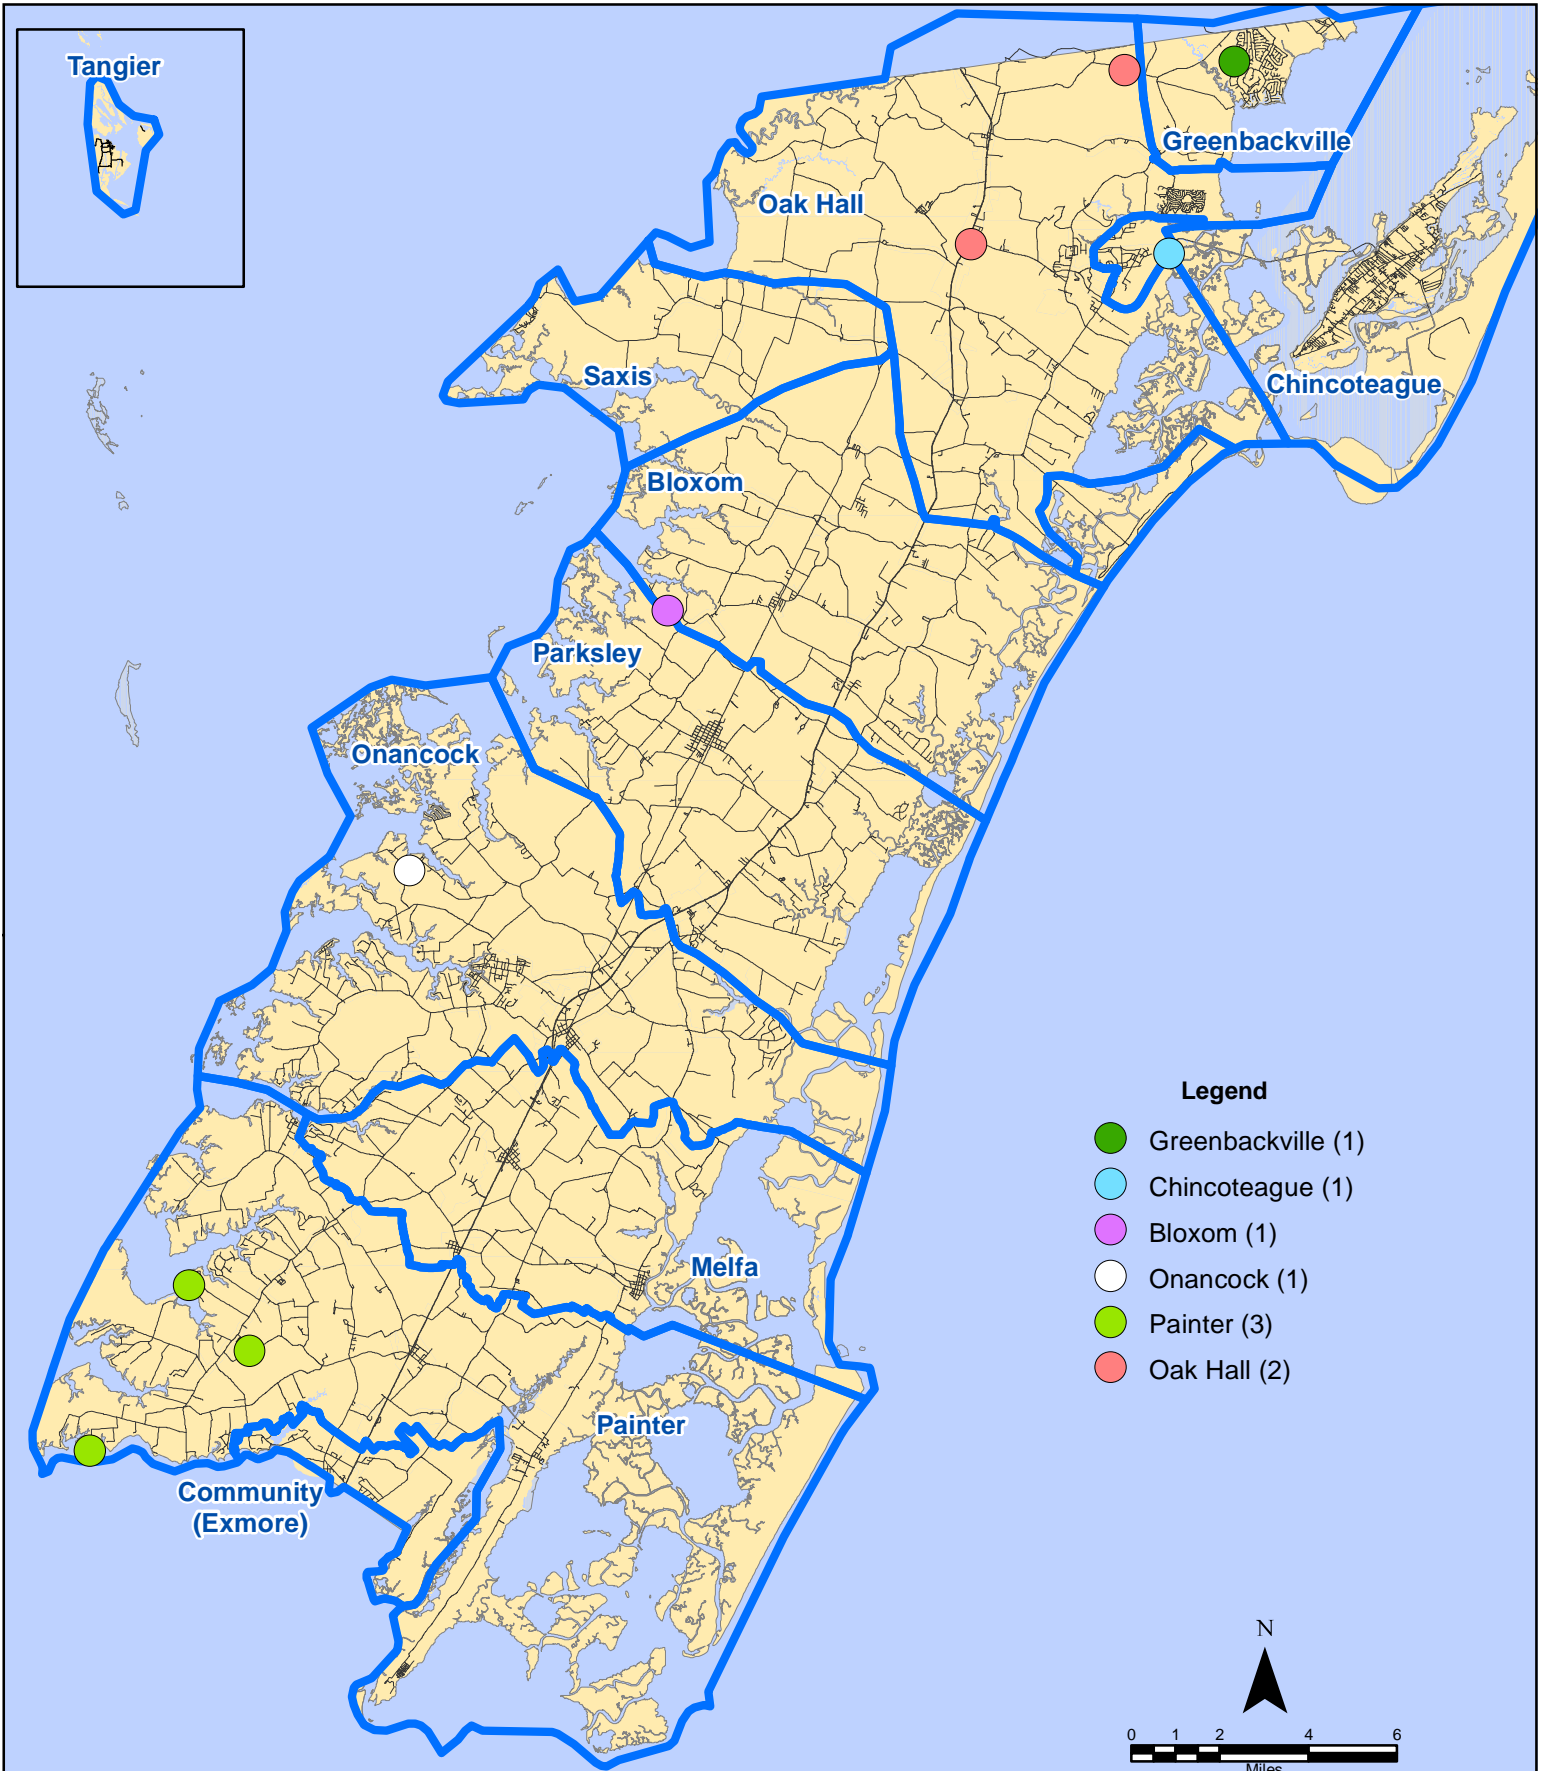 Tangier
Greenbackville
Oak Hall
Saxis
Chincoteague
Bloxom
Parksley
Onancock
Melfa
Painter
Community
(Exmore)
Legend
Greenbackville (1)
Chincoteague (1)
Bloxom (1)
Onancock (1)
Painter (3)
Oak Hall (2)
N
0 1 2 4 6
Miles